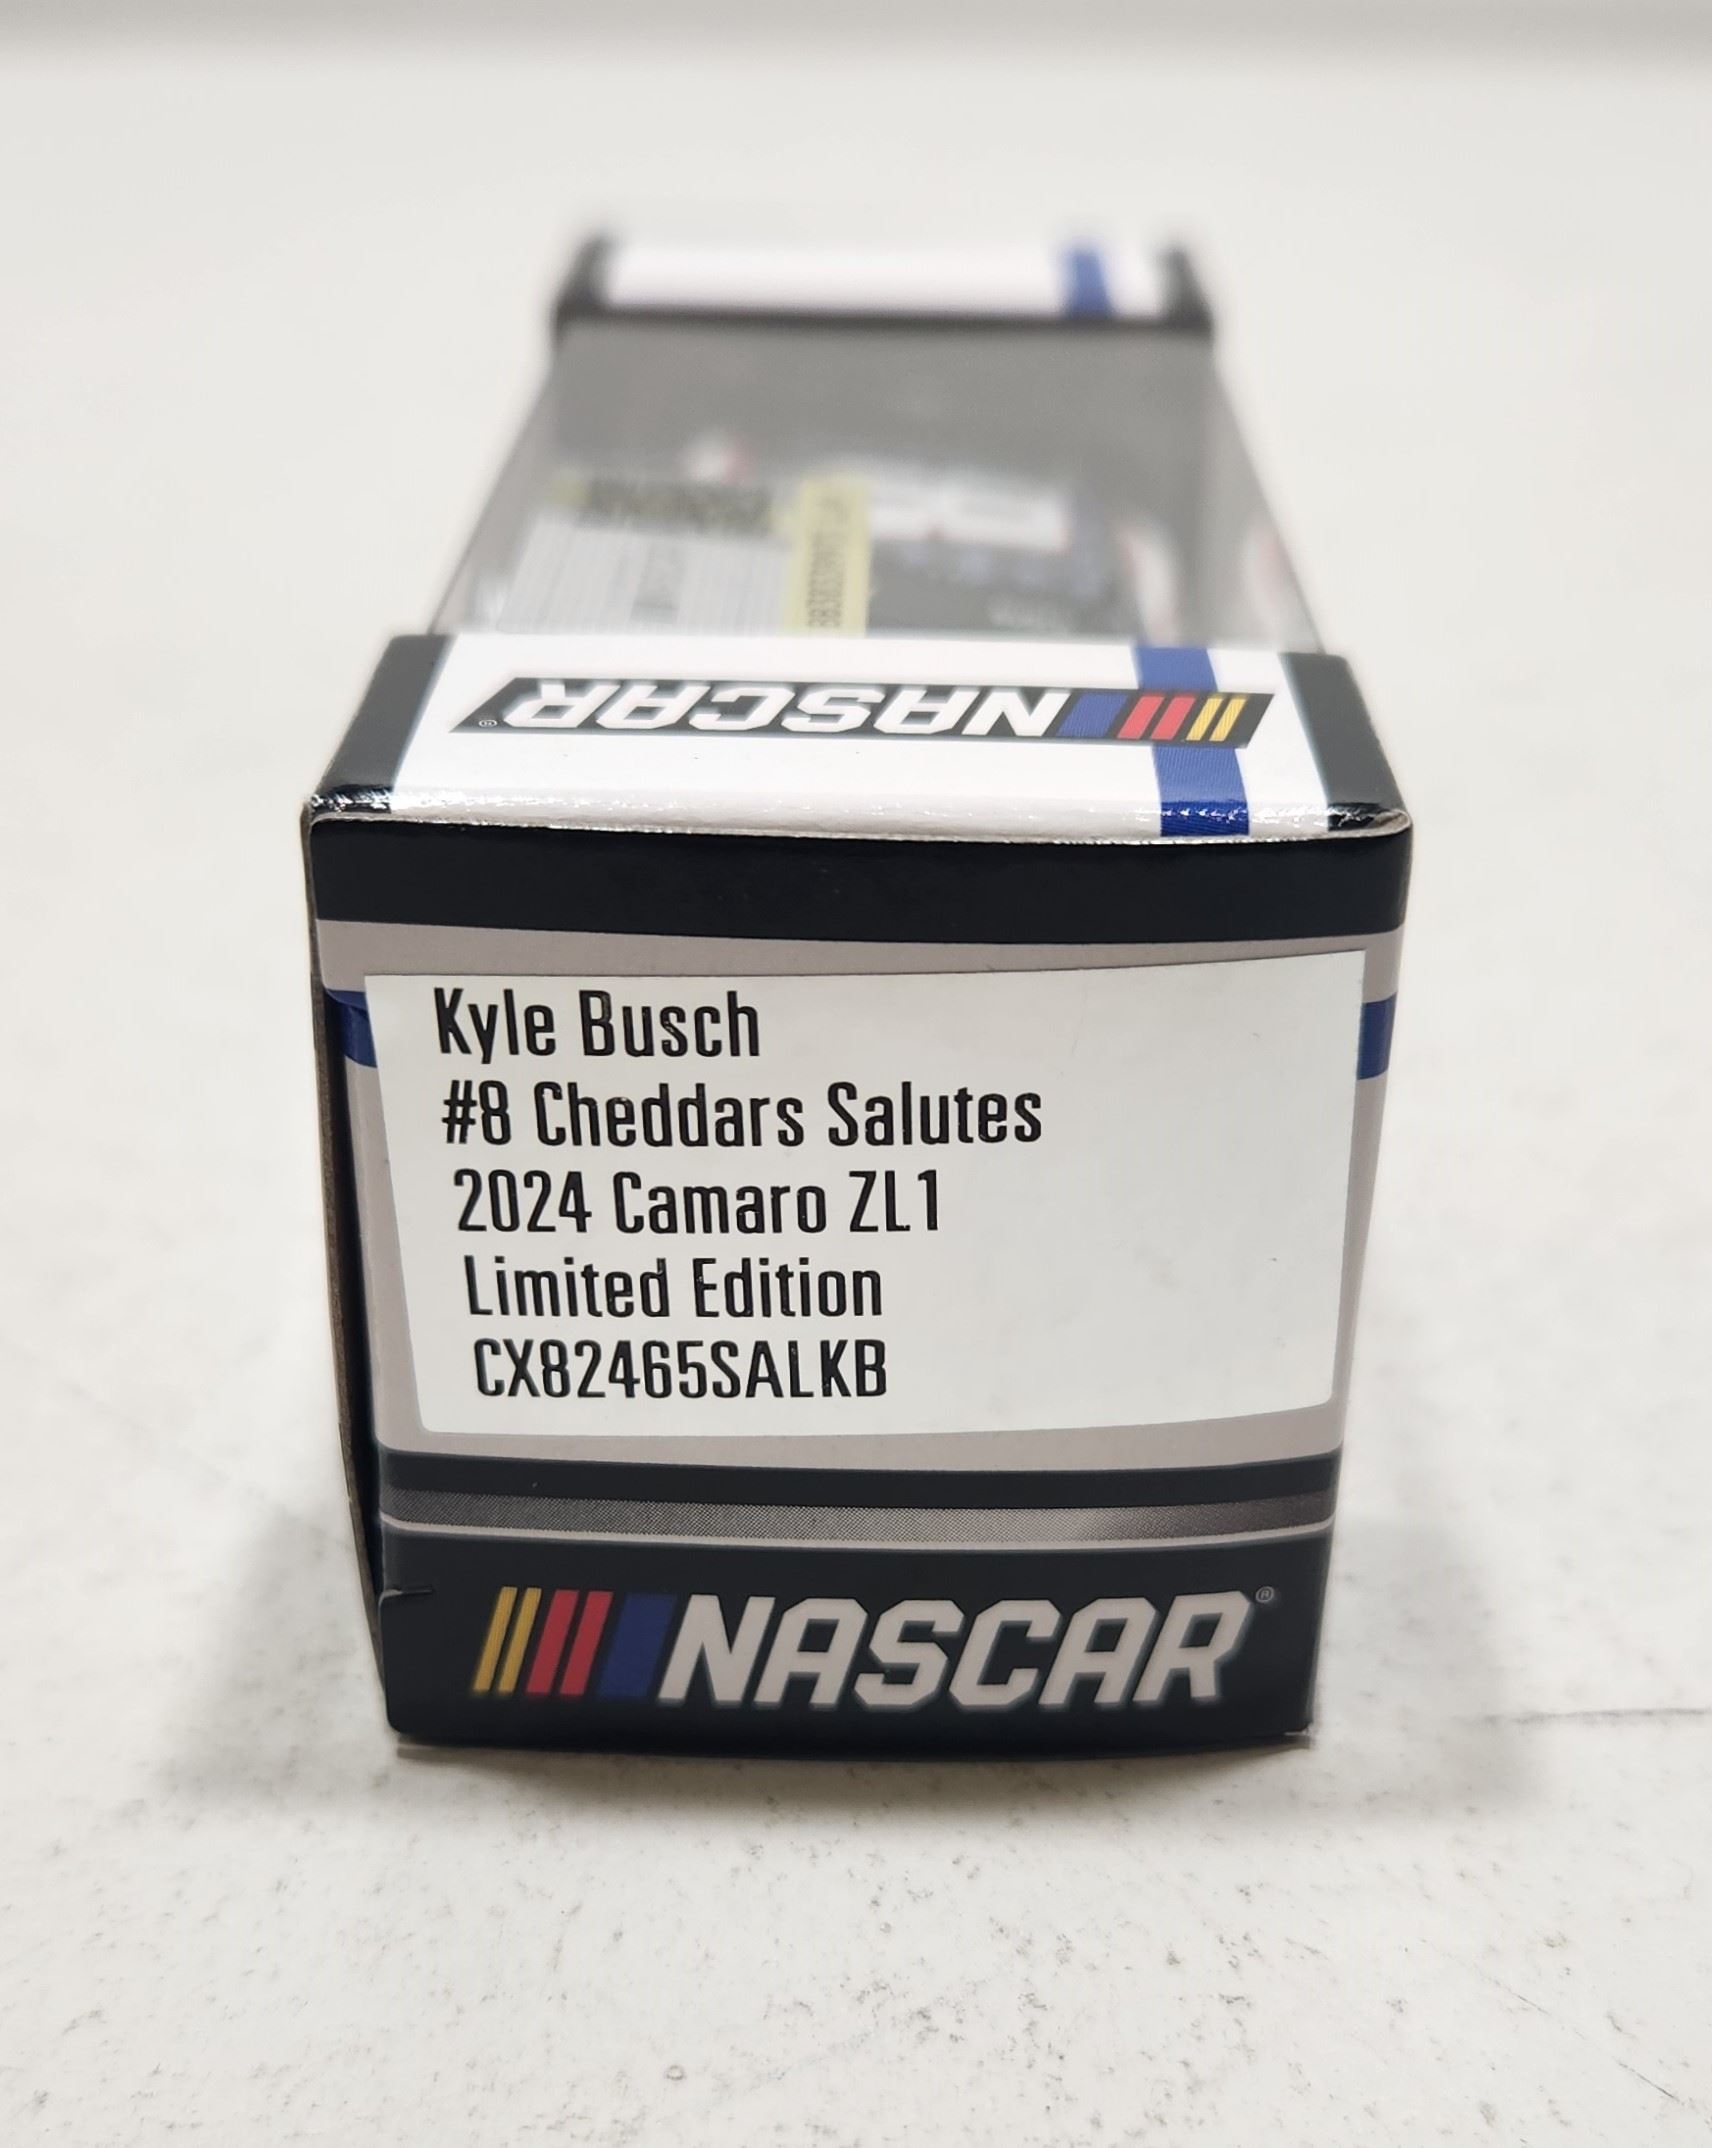 NASCAR®
Kyle Busch
#8 Cheddars Salutes
2024 Camaro ZL1
Limited Edition
CX82465SALKB
NASCAR®